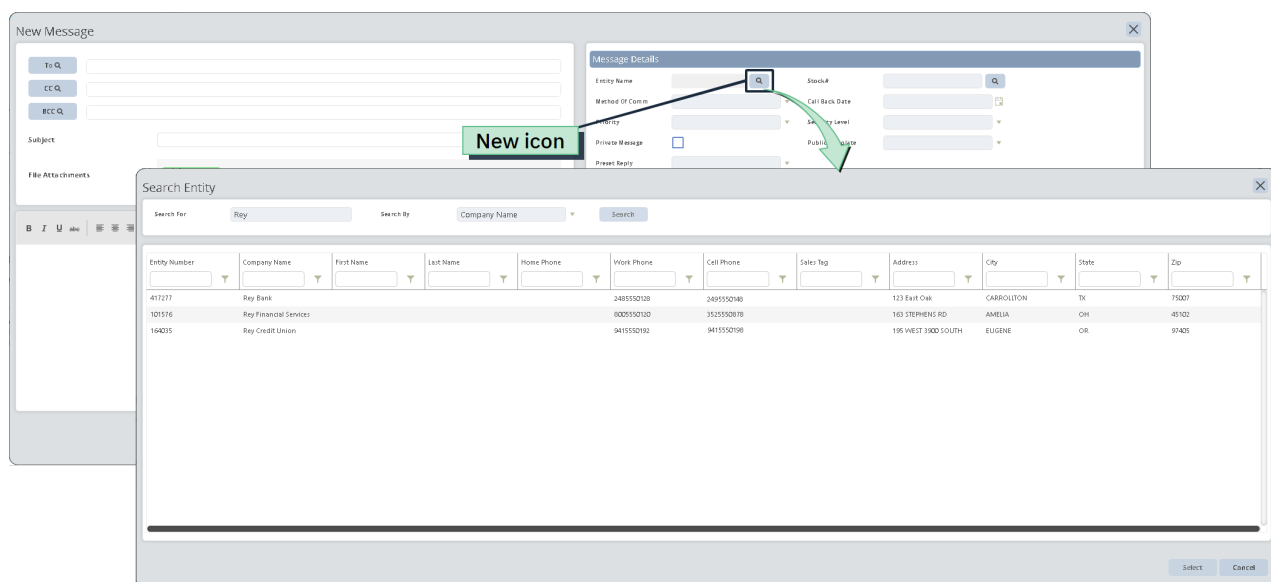 New Message
To
CC
BCC
Subject
File Attachments
B I U abc
Message Details
Entity Name Stock#
Method Of Comm Call Back Date
Priority Level
Private Message Public
Preset Reply
New icon
Search Entity
Search For Rey Search By Company Name Search
Entity Number Company Name First Name Last Name Home Phone Work Phone Cell Phone Sales Tag Address City State Zip
417277 Rey Bank 2485550128 2495550148 123 East Oak CARROLLTON TX 75007
101576 Rey Financial Services 8005550120 3525550878 163 STEPHENS RD AMELIA OH 45102
164035 Rey Credit Union 9415550192 9415550198 195 WEST 3900 SOUTH EUGENE OR 97405
Select Cancel